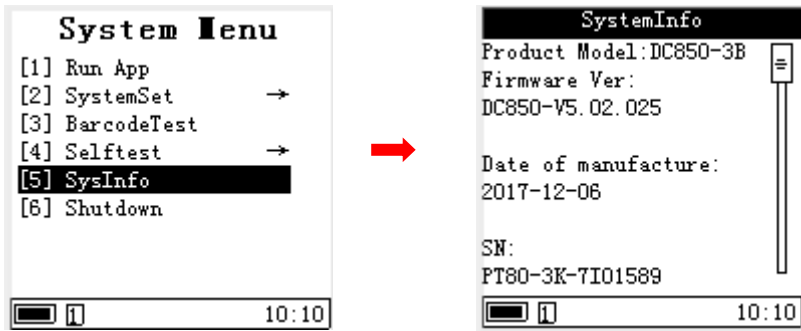 System Menu
[1] Run App
[2] SystemSet →
[3] BarcodeTest
[4] Selftest →
[5] SysInfo
[6] Shutdown
1 10:10
SystemInfo
Product Model:DC850-3B
Firmware Ver:
DC850-V5.02.025
Date of manufacture:
2017-12-06
SN:
PT80-3K-7I01589
1 10:10